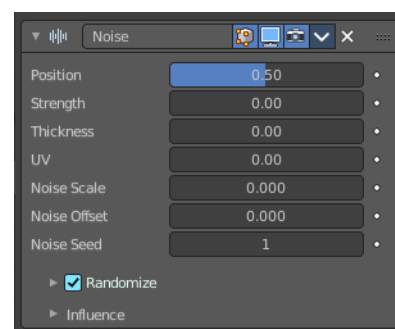 Noise
Position 0.50
Strength 0.00
Thickness 0.00
UV 0.00
Noise Scale 0.000
Noise Offset 0.000
Noise Seed 1
Randomize
Influence